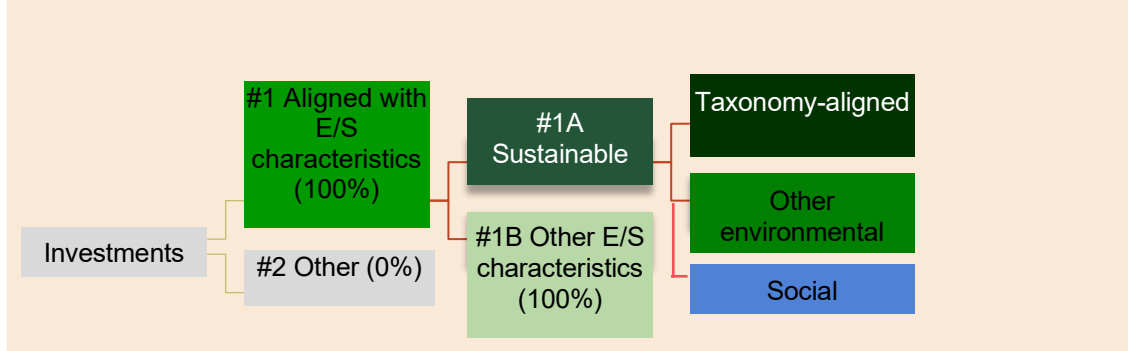 Investments
#1 Aligned with
E/S
characteristics
(100%)
#2 Other (0%)
#1A
Sustainable
#1B Other E/S
characteristics
(100%)
Taxonomy-aligned
Other
environmental
Social